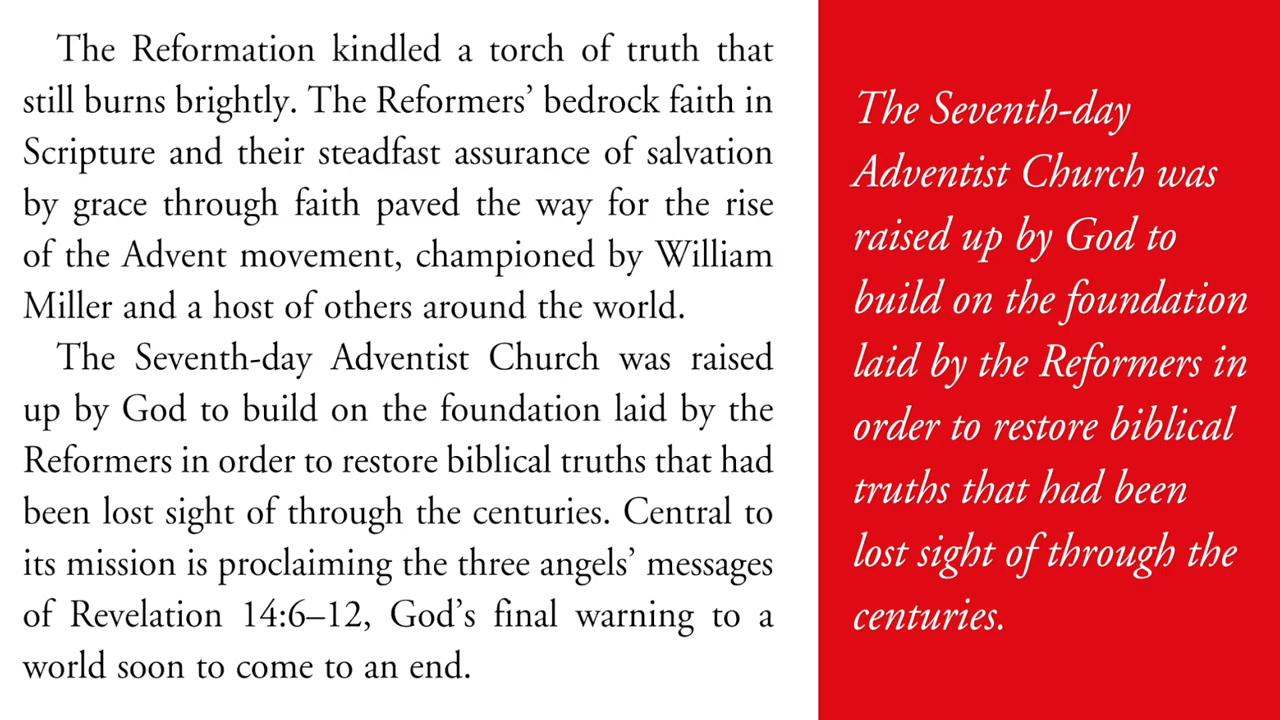 The Reformation kindled a torch of truth that
still burns brightly. The Reformers’ bedrock faith in
Scripture and their steadfast assurance of salvation
by grace through faith paved the way for the rise
of the Advent movement, championed by William
Miller and a host of others around the world.
The Seventh-day Adventist Church was raised
up by God to build on the foundation laid by the
Reformers in order to restore biblical truths that had
been lost sight of through the centuries. Central to
its mission is proclaiming the three angels’ messages
of Revelation 14:6–12, God’s final warning to a
world soon to come to an end.
The Seventh-day
Adventist Church was
raised up by God to
build on the foundation
laid by the Reformers in
order to restore biblical
truths that had been
lost sight of through the
centuries.